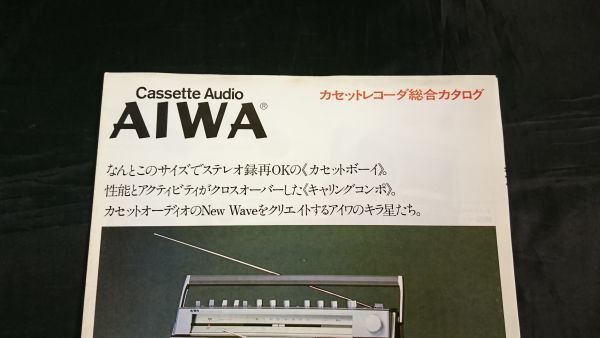 Cassette Audio
AIWA®
カセットレコーダ総合カタログ
なんとこのサイズでステレオ録再OKの《カセットボーイ》。
性能とアクティビティがクロスオーバーした《キャリングコンポ》。
カセットオーディオのNew Waveをクリエイトするアイワのキラ星たち。
AIWA